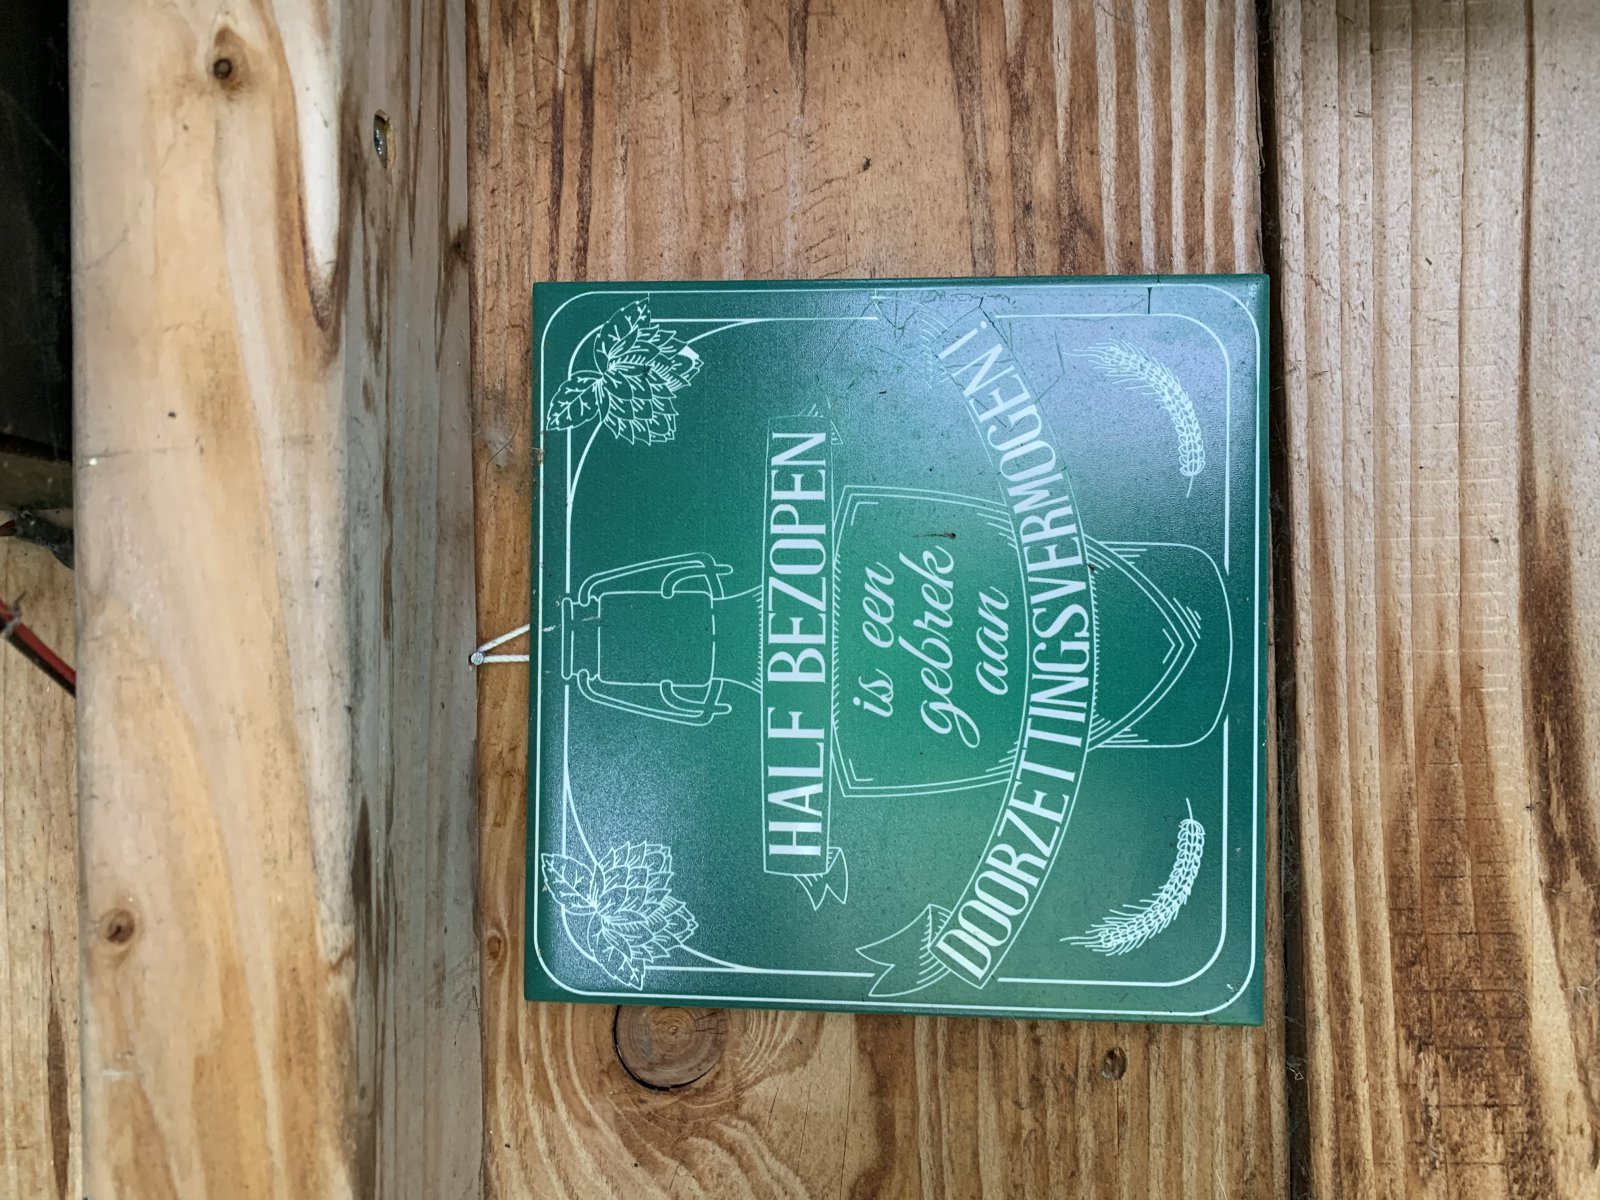 HALF BEZOPEN
is een
gebrek
aan
DOORZETTINGSVERMOGEN!